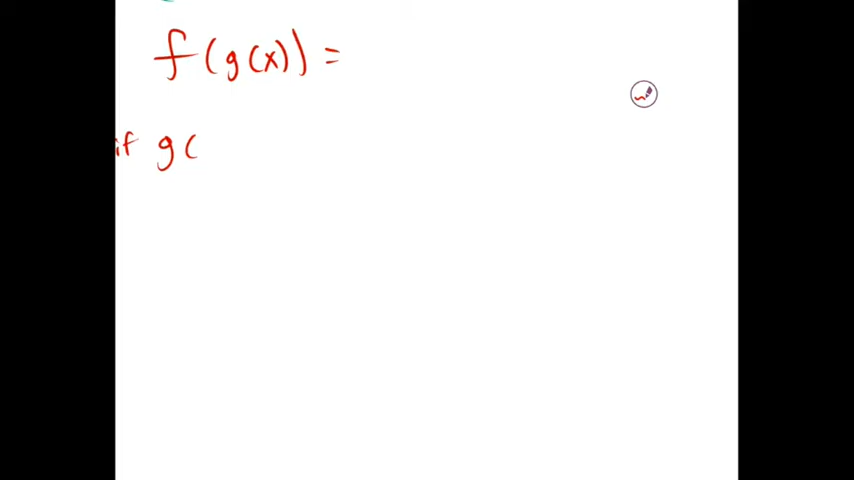 f(g(x)) =
if g(